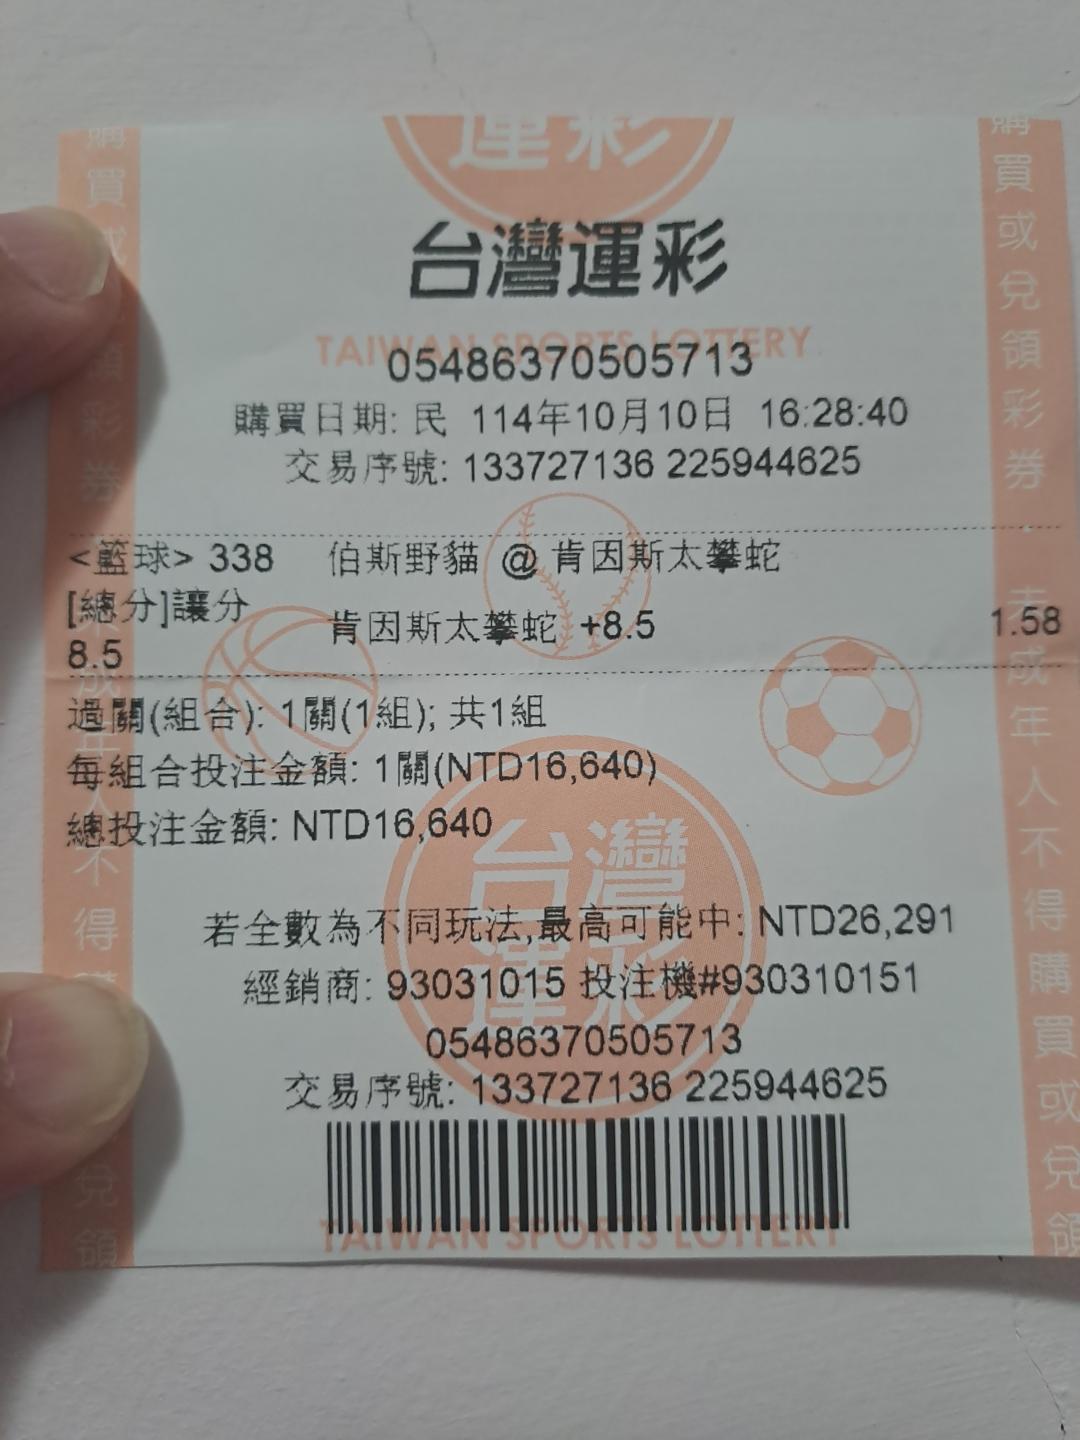 運彩
台灣運彩
TAIWAN SPORTS LOTTERY
05486370505713
購買日期: 民 114年10月10日 16:28:40
交易序號: 133727136 225944625
<籃球> 338 伯斯野貓 @ 肯因斯太攀蛇
[總分]讓分
8.5
肯因斯太攀蛇 +8.5 1.58
過關(組合): 1關(1組); 共1組
每組合投注金額: 1關(NTD16,640)
總投注金額: NTD16,640
台灣
運彩
若全數為不同玩法,最高可能中: NTD26,291
經銷商: 93031015 投注機#930310151
05486370505713
交易序號: 133727136 225944625
TAIWAN SPORTS LOTTERY
購買或兌領彩券．未成年人不得購買或兌領